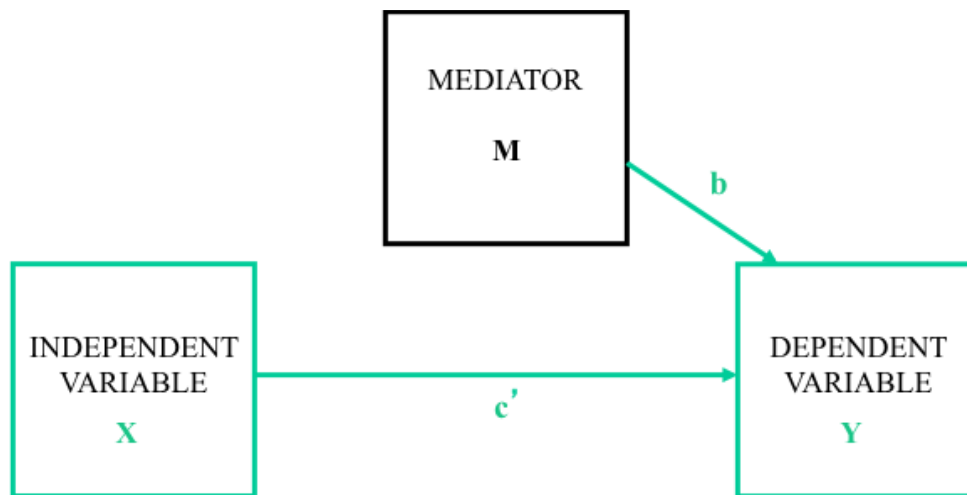 MEDIATOR
M
b
INDEPENDENT
VARIABLE
X
c’
DEPENDENT
VARIABLE
Y